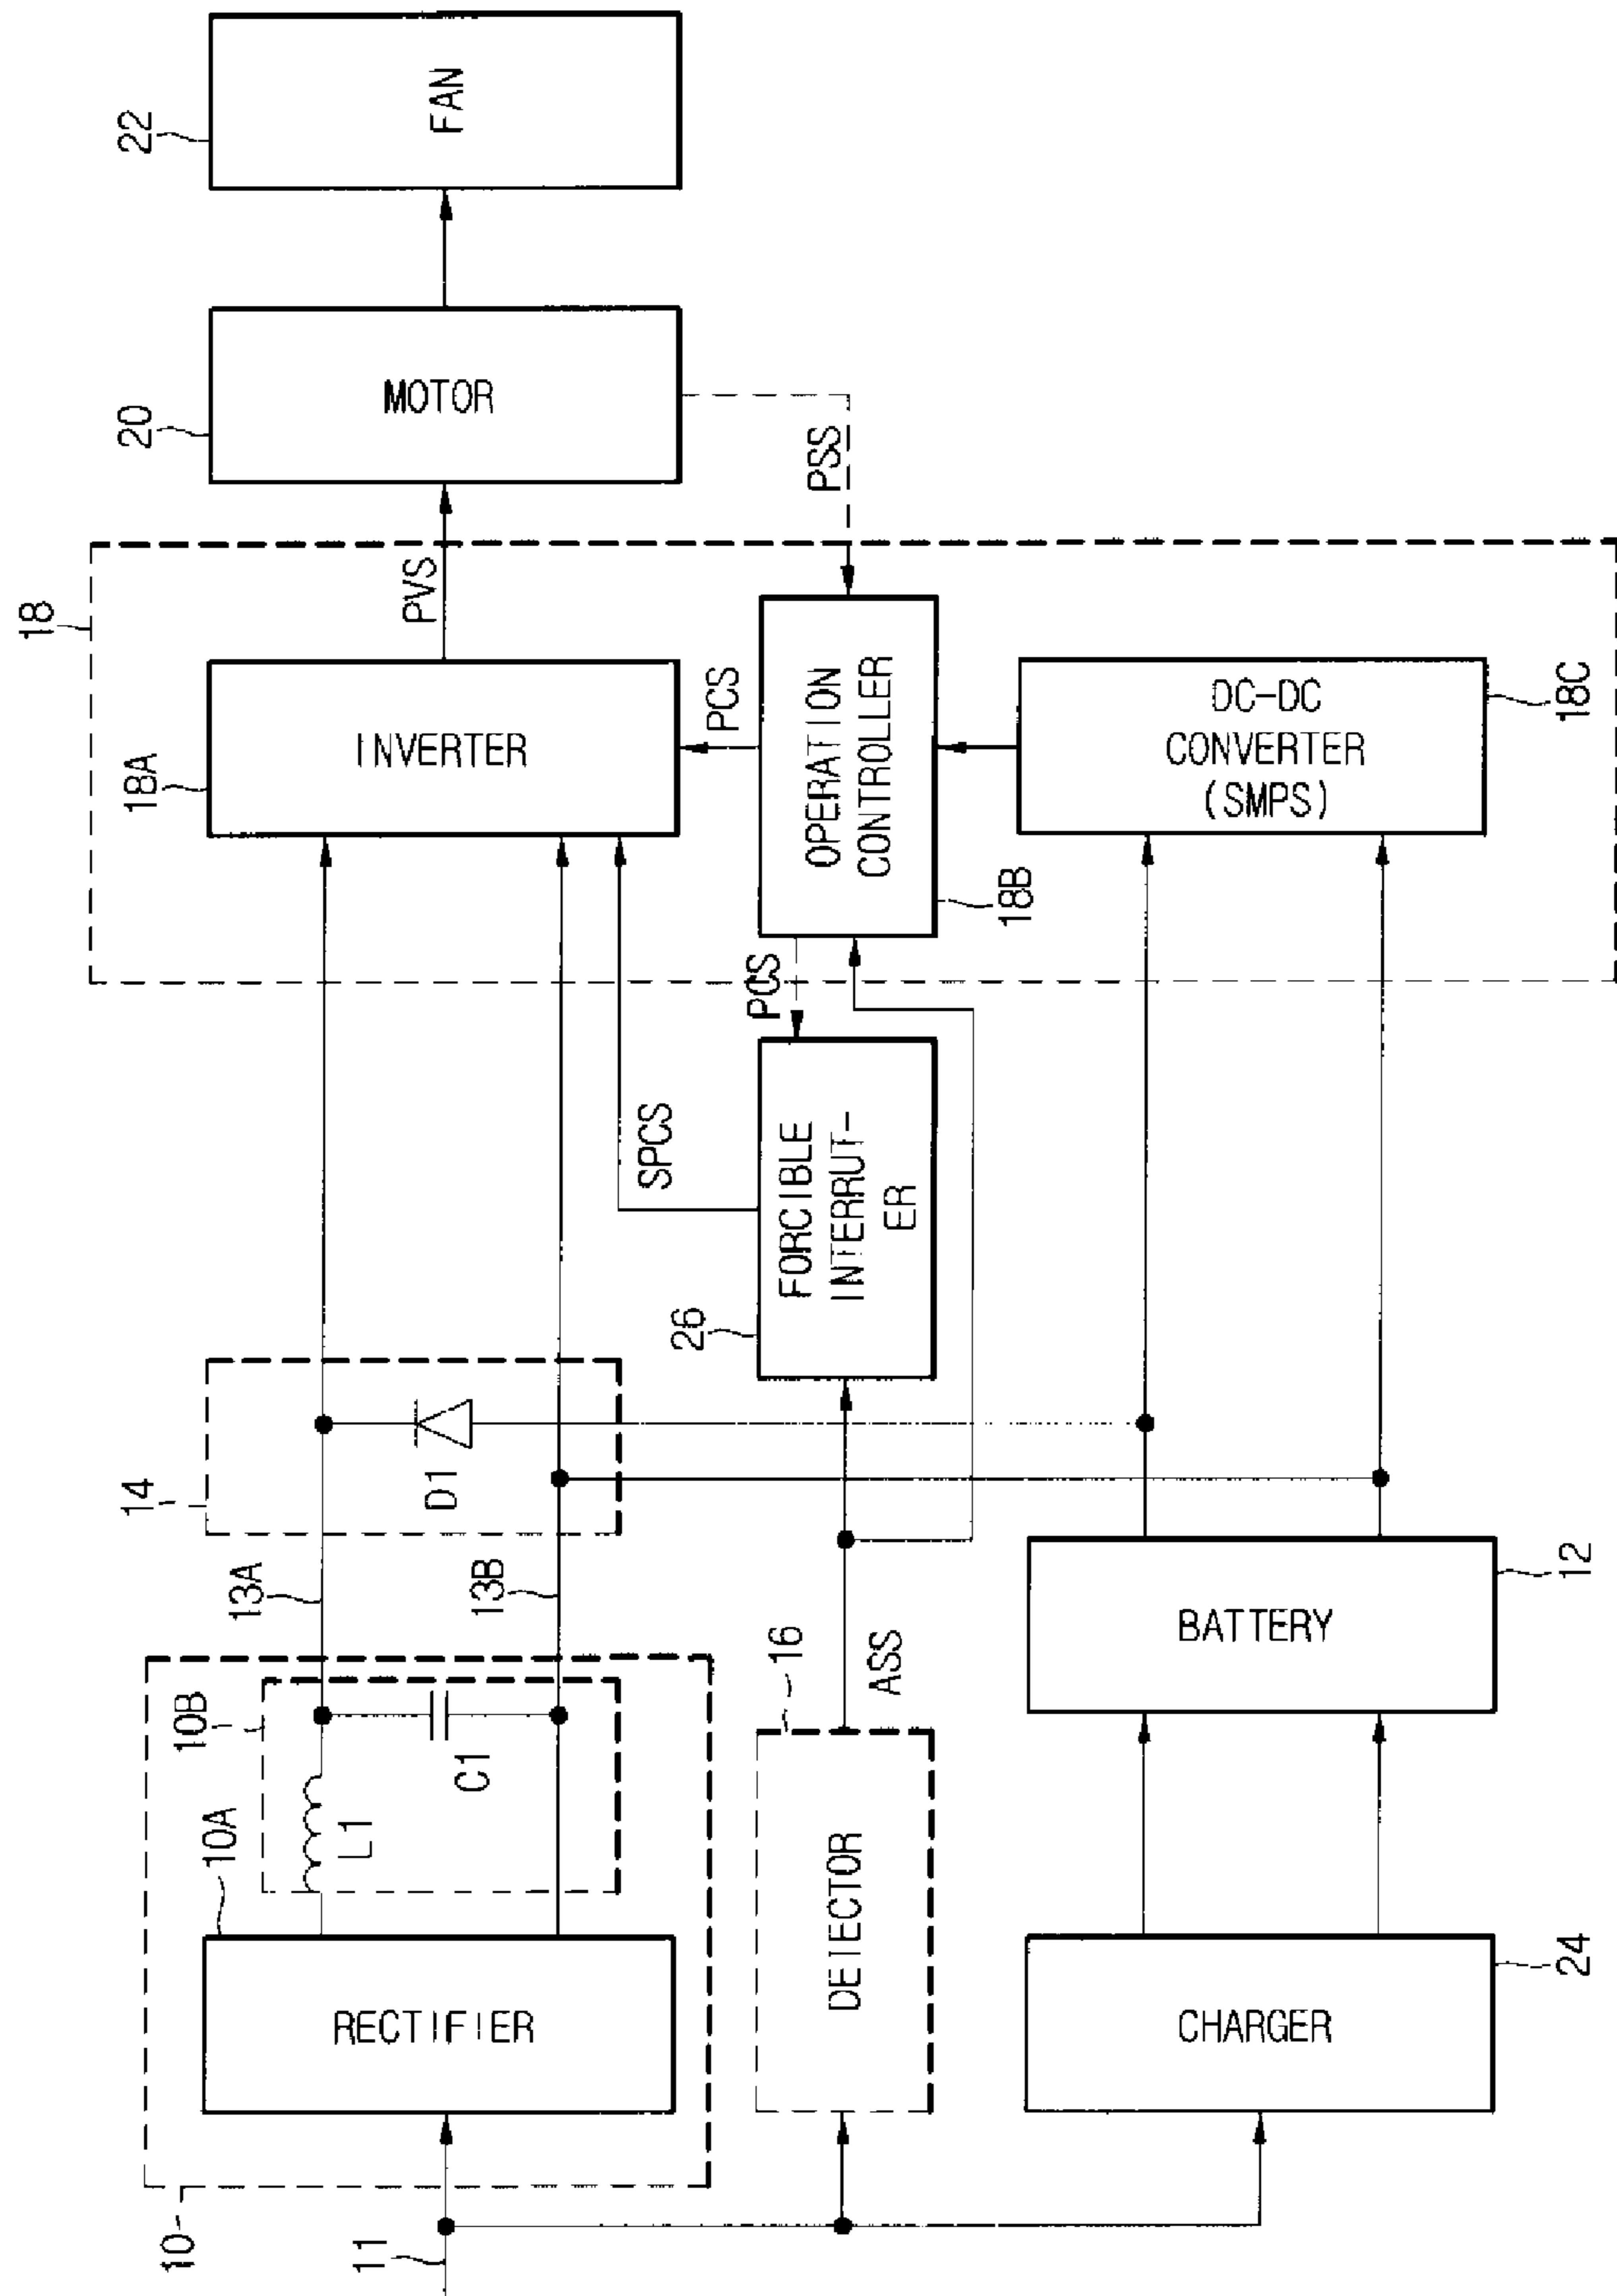 11
10
RECTIFIER
10A
L1
C1
10B
13A
13B
14
D1
DETECTOR
16
ASS
CHARGER
24
BATTERY
12
FORCIBLE
INTERRUT-
ER
26
SPCS
PCS
18
INVERTER
18A
PCS
OPERATION
CONTROLLER
18B
DC-DC
CONVERTER
(SMPS)
18C
PVS
PSS
MOTOR
20
FAN
22